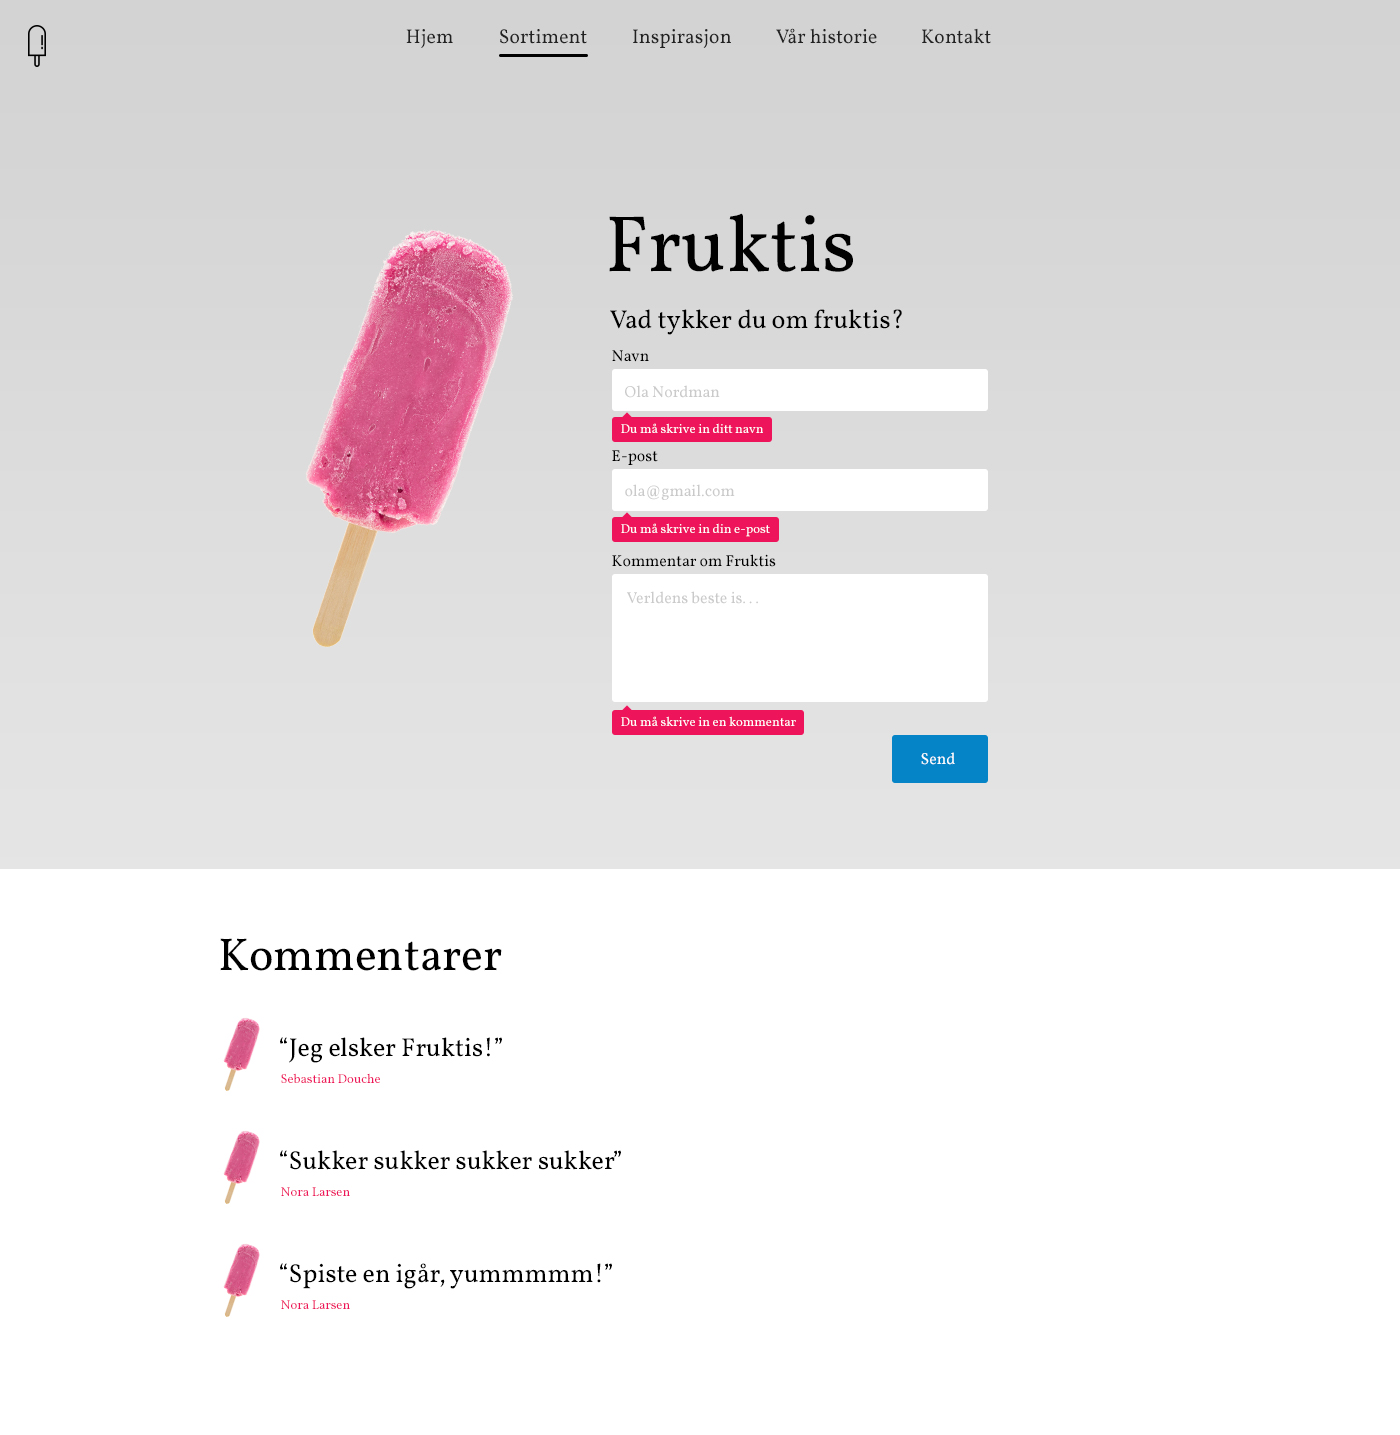 Hjem Sortiment Inspirasjon Vår historie Kontakt
Fruktis
Vad tykker du om fruktis?
Navn
Ola Nordman
Du må skrive in ditt navn
E-post
ola@gmail.com
Du må skrive in din e-post
Kommentar om Fruktis
Verldens beste is...
Du må skrive in en kommentar
Send
Kommentarer
“Jeg elsker Fruktis!”
Sebastian Douche
“Sukker sukker sukker sukker”
Nora Larsen
“Spiste en igår, yummmmm!”
Nora Larsen